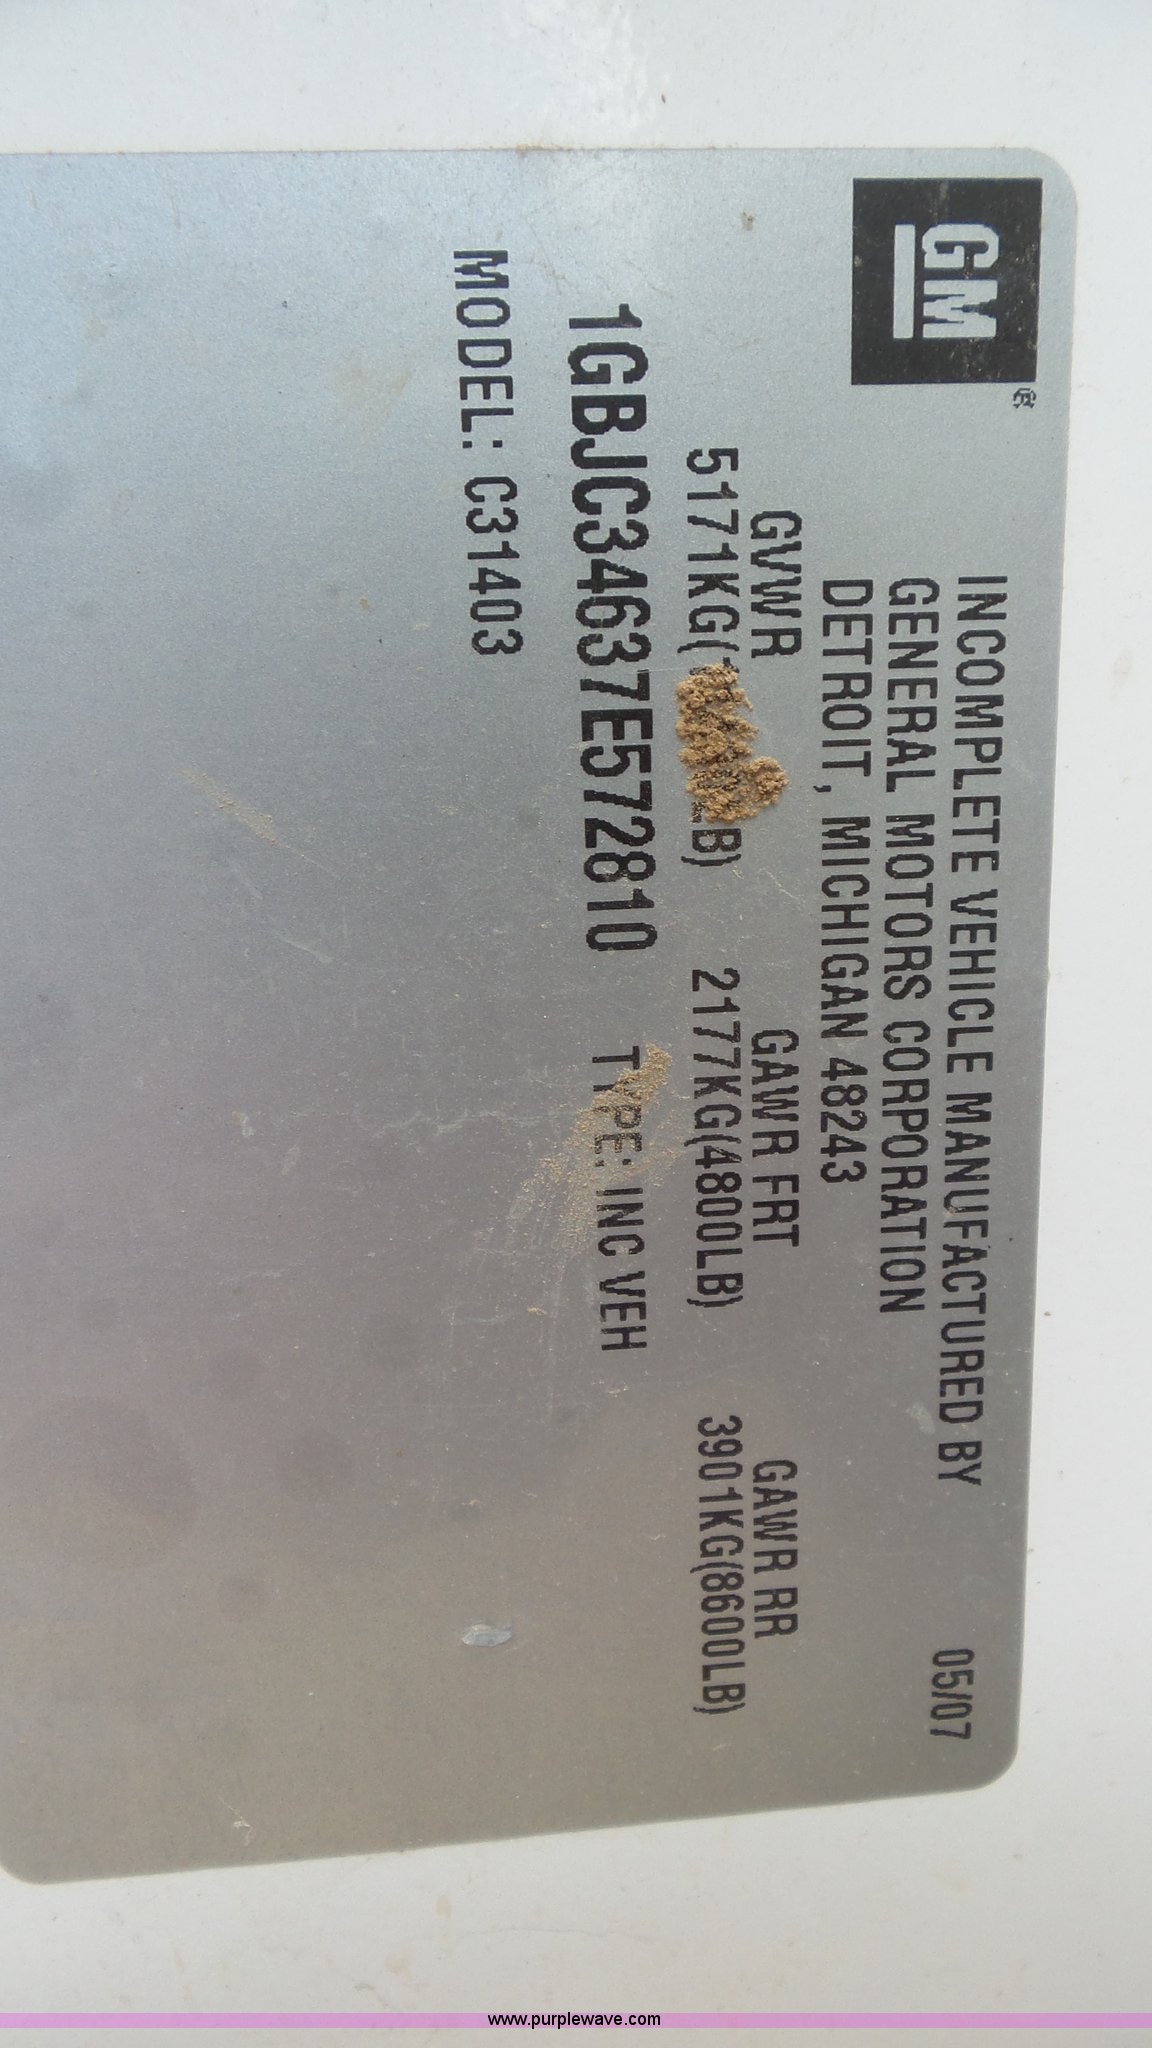 GM
®
INCOMPLETE VEHICLE MANUFACTURED BY 05/07
GENERAL MOTORS CORPORATION
DETROIT, MICHIGAN 48243
GVWR GAWR FRT GAWR RR
5171KG( LB) 2177KG(4800LB) 3901KG(8600LB)
1GBJC34637E572810 TYPE: INC VEH
MODEL: C31403
www.purplewave.com